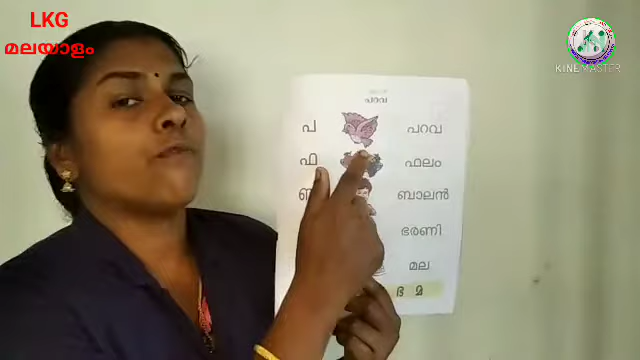 LKG
മലയാളം
KINEMASTER
പറവ
പ പറവ
ഫ ഫലം
ബ ബാലൻ
ഭരണി
മല
ഭ മ